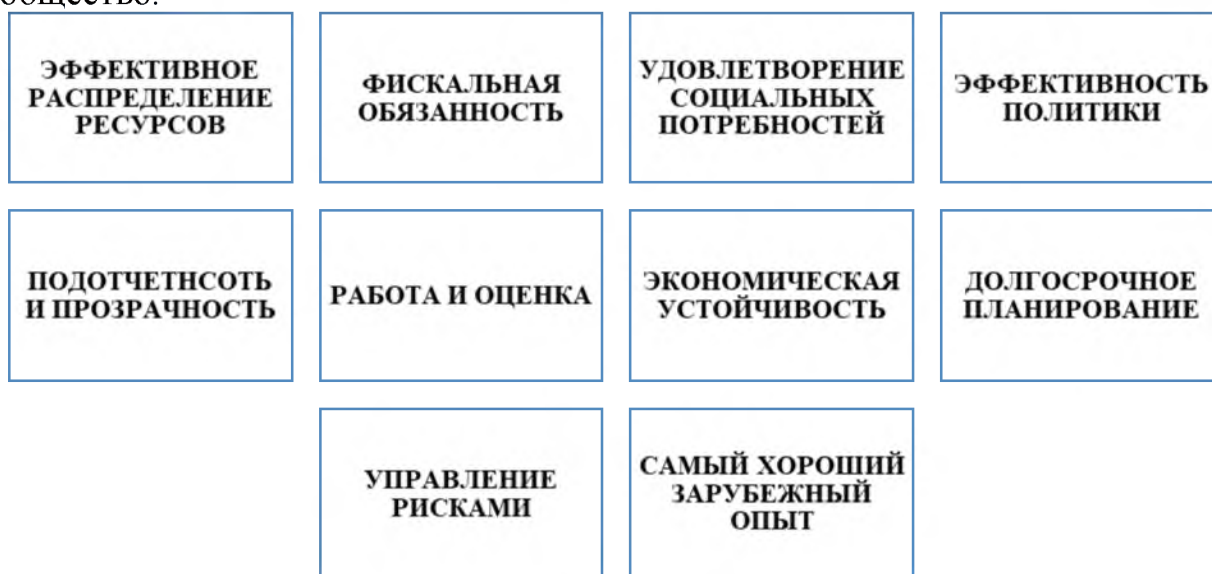 общество.
ЭФФЕКТИВНОЕ
РАСПРЕДЕЛЕНИЕ
РЕСУРСОВ
ФИСКАЛЬНАЯ
ОБЯЗАННОСТЬ
УДОВЛЕТВОРЕНИЕ
СОЦИАЛЬНЫХ
ПОТРЕБНОСТЕЙ
ЭФФЕКТИВНОСТЬ
ПОЛИТИКИ
ПОДОТЧЕТНСОТЬ
И ПРОЗРАЧНОСТЬ
РАБОТА И ОЦЕНКА
ЭКОНОМИЧЕСКАЯ
УСТОЙЧИВОСТЬ
ДОЛГОСРОЧНОЕ
ПЛАНИРОВАНИЕ
УПРАВЛЕНИЕ
РИСКАМИ
САМЫЙ ХОРОШИЙ
ЗАРУБЕЖНЫЙ
ОПЫТ